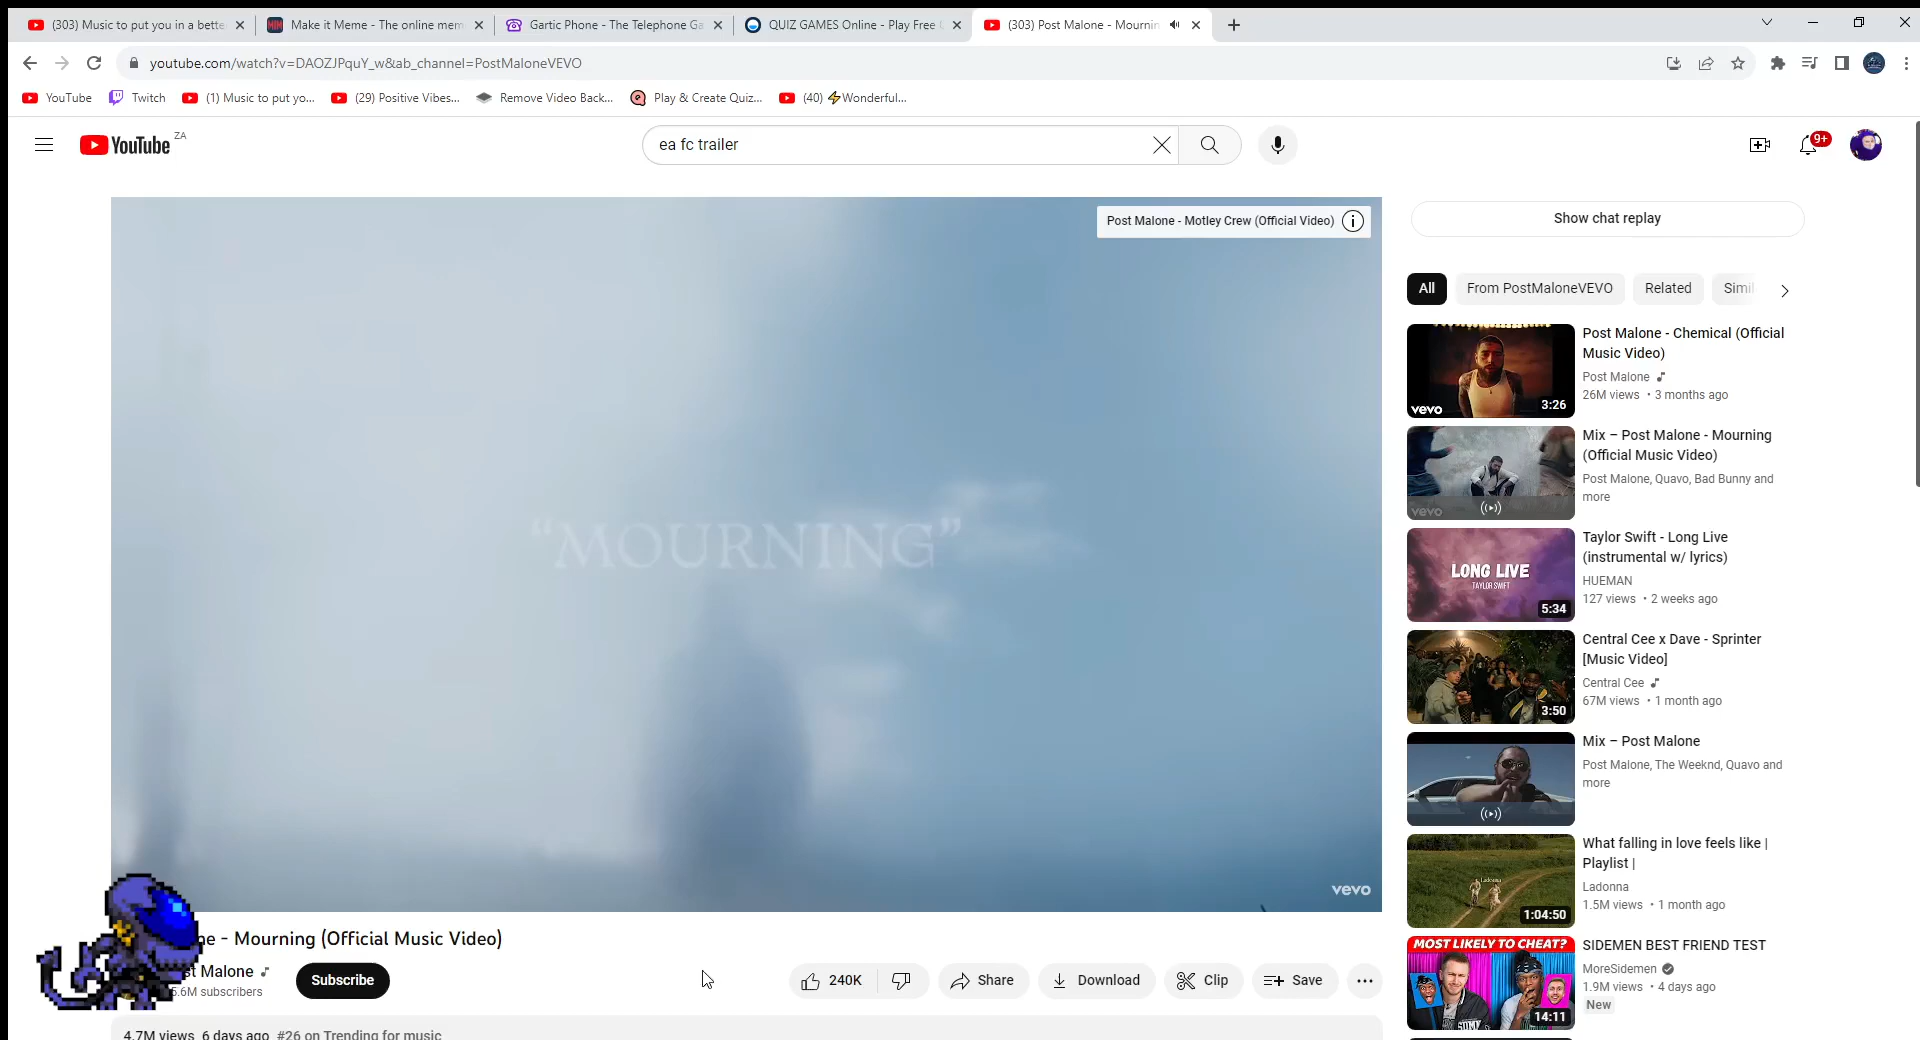 (303) Music to put you in a bette
Make it Meme - The online mem
Gartic Phone - The Telephone Ga
QUIZ GAMES Online - Play Free
(303) Post Malone - Mournin
youtube.com/watch?v=DAOZJPquY_w&ab_channel=PostMaloneVEVO
YouTube
Twitch
(1) Music to put yo...
(29) Positive Vibes...
Remove Video Back...
Play & Create Quiz...
(40) ⚡Wonderful...
YouTube
ZA
ea fc trailer
9+
Post Malone - Motley Crew (Official Video)
"MOURNING"
vevo
ne - Mourning (Official Music Video)
st Malone
5.6M subscribers
Subscribe
240K
Share
Download
Clip
Save
4.7M views 6 days ago #26 on Trending for music
Show chat replay
All
From PostMaloneVEVO
Related
Simil
vevo
3:26
Post Malone - Chemical (Official
Music Video)
Post Malone
26M views • 3 months ago
vevo
Mix – Post Malone - Mourning
(Official Music Video)
Post Malone, Quavo, Bad Bunny and
more
LONG LIVE
TAYLOR SWIFT
5:34
Taylor Swift - Long Live
(instrumental w/ lyrics)
HUEMAN
127 views • 2 weeks ago
3:50
Central Cee x Dave - Sprinter
[Music Video]
Central Cee
67M views • 1 month ago
Mix – Post Malone
Post Malone, The Weeknd, Quavo and
more
Ladonna
1:04:50
What falling in love feels like |
Playlist |
Ladonna
1.5M views • 1 month ago
MOST LIKELY TO CHEAT?
14:11
SIDEMEN BEST FRIEND TEST
MoreSidemen
1.9M views • 4 days ago
New